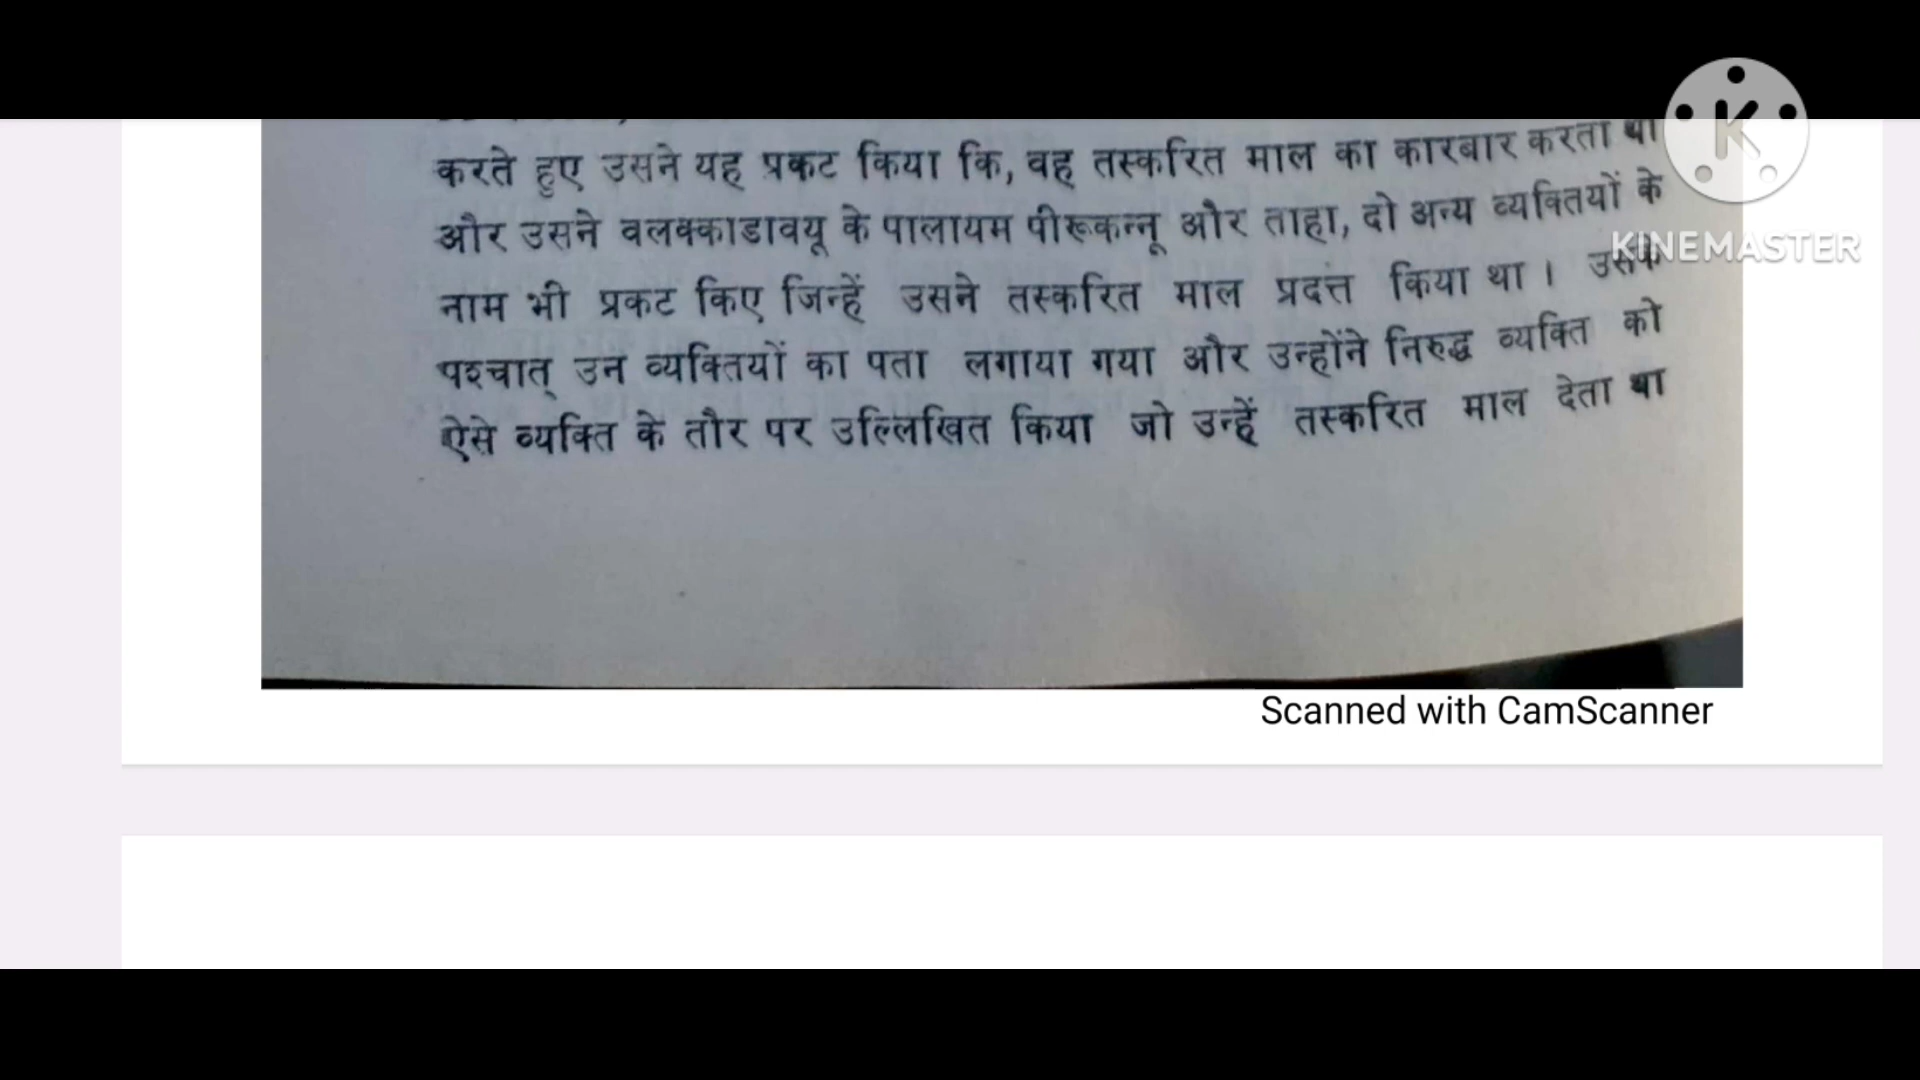 करते हुए उसने यह प्रकट किया कि, वह तस्करित माल का कारबार करता था
और उसने वलक्काडावयू के पालायम पीरूकन्नू और ताहा, दो अन्य व्यक्तियों के
नाम भी प्रकट किए जिन्हें उसने तस्करित माल प्रदत्त किया था । उसके
पश्चात् उन व्यक्तियों का पता लगाया गया और उन्होंने निरुद्ध व्यक्ति को
ऐसे व्यक्ति के तौर पर उल्लिखित किया जो उन्हें तस्करित माल देता था
Scanned with CamScanner
K
KINEMASTER